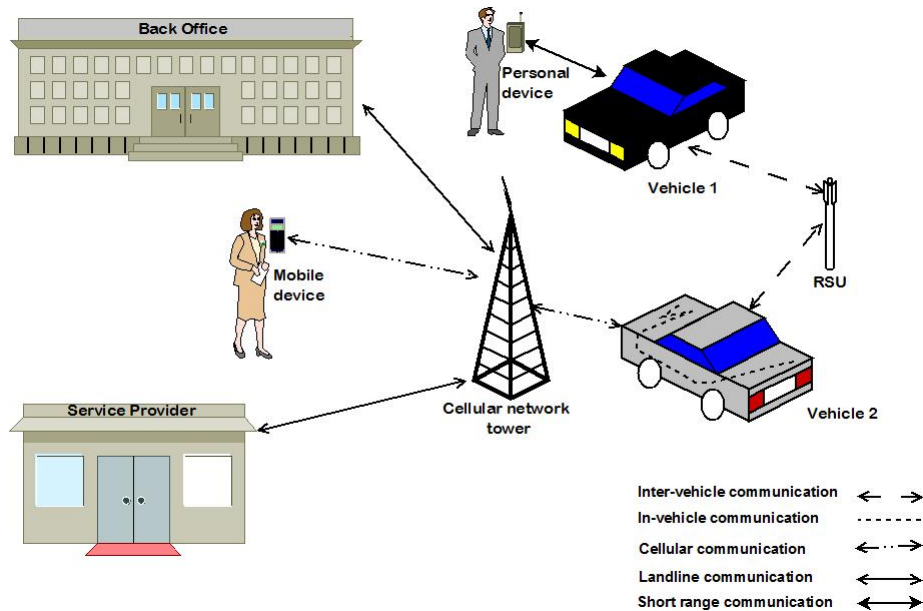 Back Office
Personal
device
Vehicle 1
Mobile
device
RSU
Service Provider
Cellular network
tower
Vehicle 2
Inter-vehicle communication
In-vehicle communication
Cellular communication
Landline communication
Short range communication